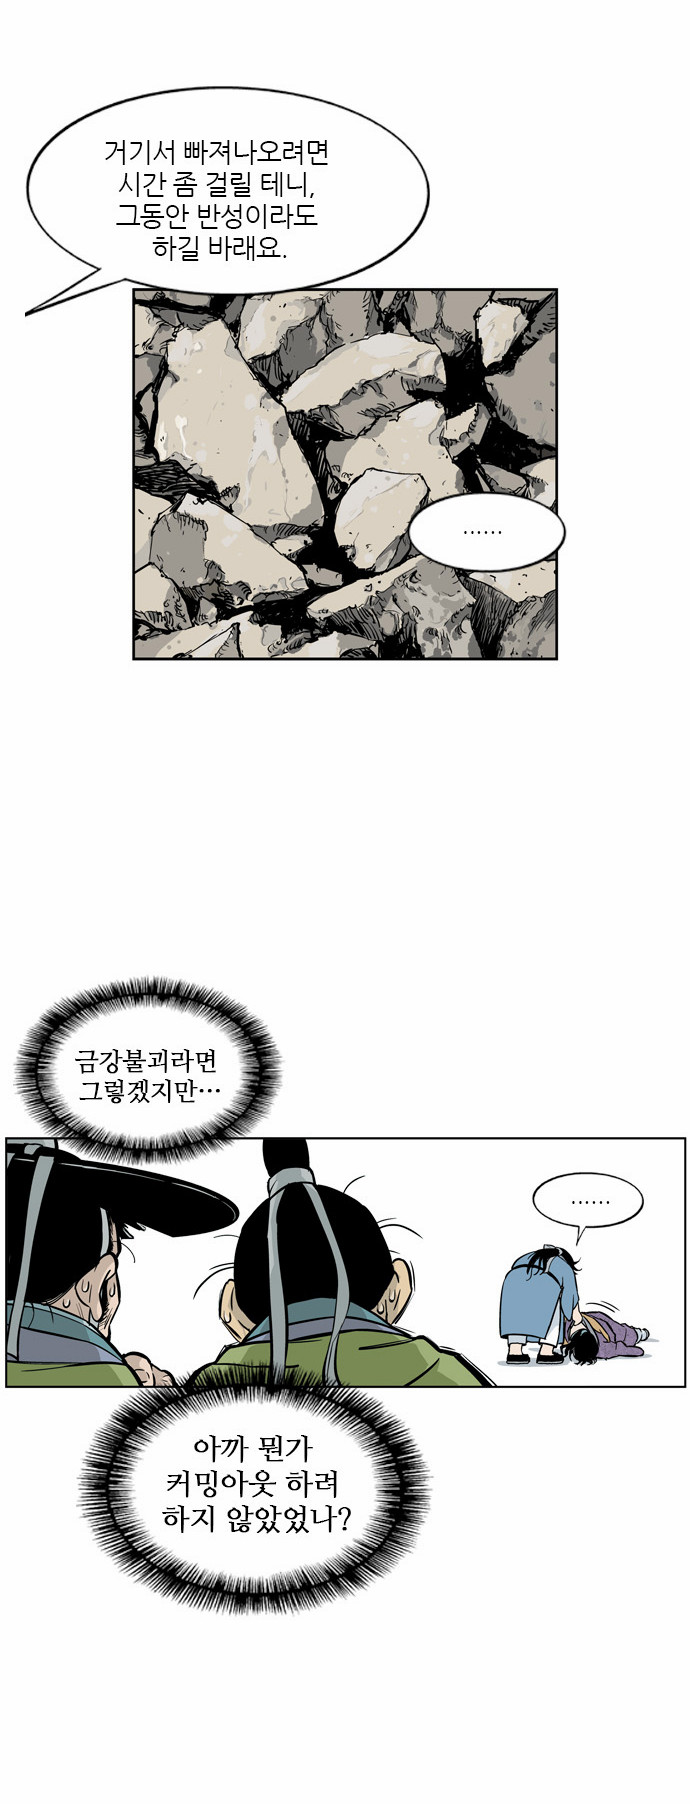 거기서 빠져나오려면
시간 좀 걸릴 테니,
그동안 반성이라도
하길 바래요.
……
금강불괴라면
그렇겠지만…
……
아까 뭔가
커밍아웃 하려
하지 않았었나?